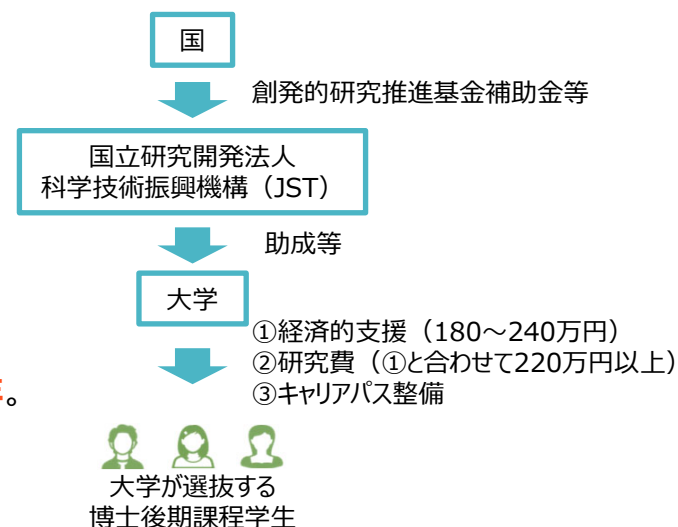 国
創発的研究推進基金補助金等
国立研究開発法人
科学技術振興機構（JST）
助成等
大学
①経済的支援（180～240万円）
②研究費（①と合わせて220万円以上）
③キャリアパス整備
。
大学が選抜する
博士後期課程学生